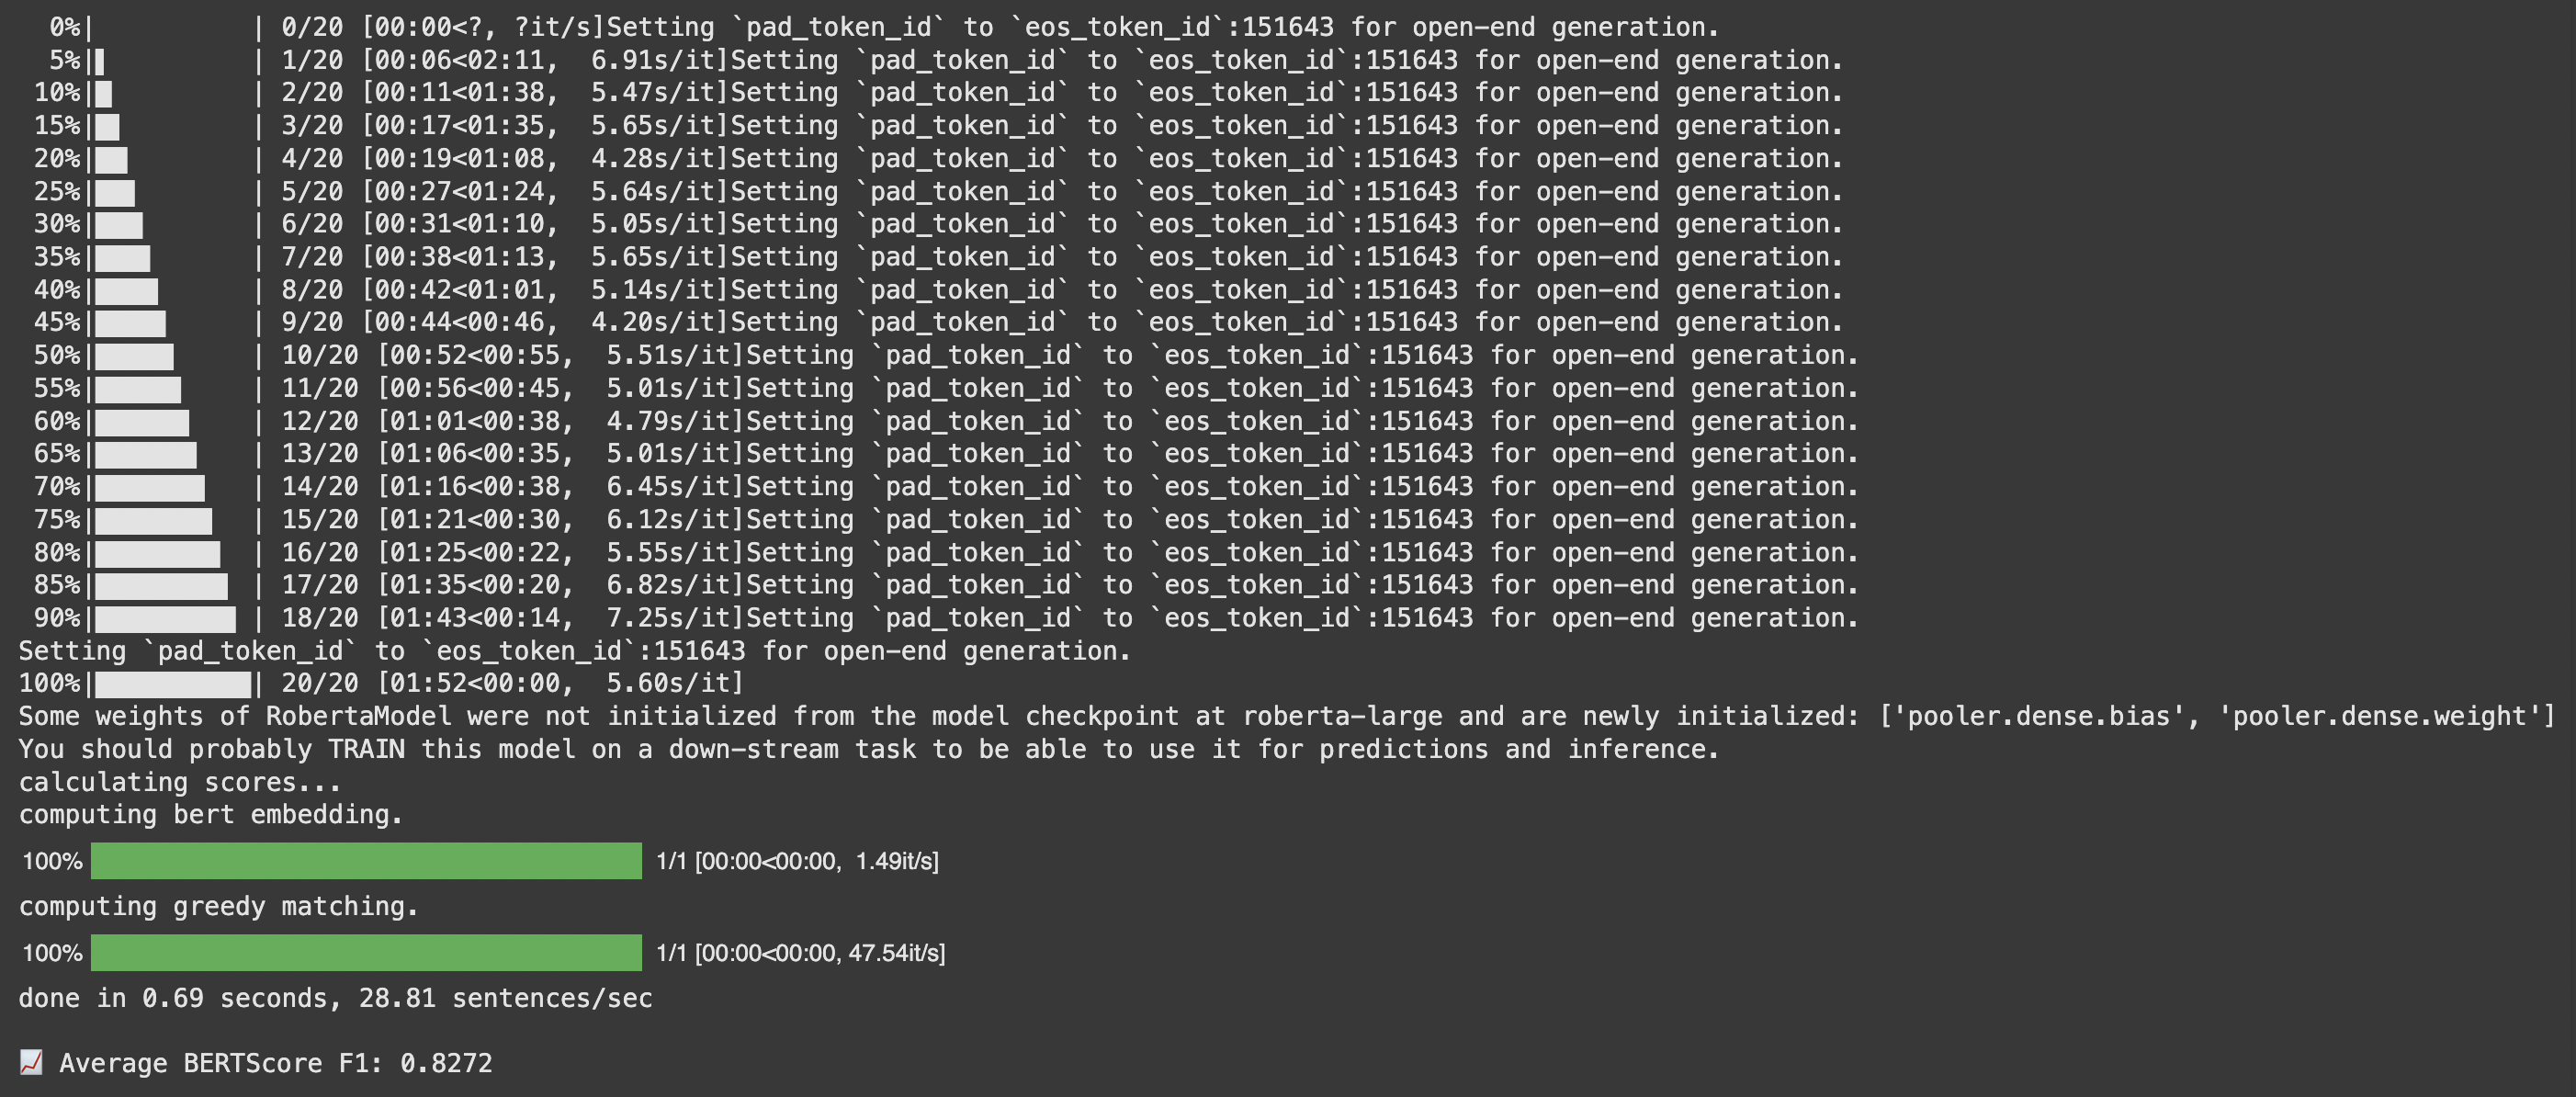 0%| | 0/20 [00:00<?, ?it/s]Setting `pad_token_id` to `eos_token_id`:151643 for open-end generation.
5%|█ | 1/20 [00:06<02:11, 6.91s/it]Setting `pad_token_id` to `eos_token_id`:151643 for open-end generation.
10%|█ | 2/20 [00:11<01:38, 5.47s/it]Setting `pad_token_id` to `eos_token_id`:151643 for open-end generation.
15%|██ | 3/20 [00:17<01:35, 5.65s/it]Setting `pad_token_id` to `eos_token_id`:151643 for open-end generation.
20%|██ | 4/20 [00:19<01:08, 4.28s/it]Setting `pad_token_id` to `eos_token_id`:151643 for open-end generation.
25%|███ | 5/20 [00:27<01:24, 5.64s/it]Setting `pad_token_id` to `eos_token_id`:151643 for open-end generation.
30%|███ | 6/20 [00:31<01:10, 5.05s/it]Setting `pad_token_id` to `eos_token_id`:151643 for open-end generation.
35%|████ | 7/20 [00:38<01:13, 5.65s/it]Setting `pad_token_id` to `eos_token_id`:151643 for open-end generation.
40%|████ | 8/20 [00:42<01:01, 5.14s/it]Setting `pad_token_id` to `eos_token_id`:151643 for open-end generation.
45%|█████ | 9/20 [00:44<00:46, 4.20s/it]Setting `pad_token_id` to `eos_token_id`:151643 for open-end generation.
50%|█████ | 10/20 [00:52<00:55, 5.51s/it]Setting `pad_token_id` to `eos_token_id`:151643 for open-end generation.
55%|██████ | 11/20 [00:56<00:45, 5.01s/it]Setting `pad_token_id` to `eos_token_id`:151643 for open-end generation.
60%|██████ | 12/20 [01:01<00:38, 4.79s/it]Setting `pad_token_id` to `eos_token_id`:151643 for open-end generation.
65%|███████ | 13/20 [01:06<00:35, 5.01s/it]Setting `pad_token_id` to `eos_token_id`:151643 for open-end generation.
70%|███████ | 14/20 [01:16<00:38, 6.45s/it]Setting `pad_token_id` to `eos_token_id`:151643 for open-end generation.
75%|████████ | 15/20 [01:21<00:30, 6.12s/it]Setting `pad_token_id` to `eos_token_id`:151643 for open-end generation.
80%|████████ | 16/20 [01:25<00:22, 5.55s/it]Setting `pad_token_id` to `eos_token_id`:151643 for open-end generation.
85%|█████████ | 17/20 [01:35<00:20, 6.82s/it]Setting `pad_token_id` to `eos_token_id`:151643 for open-end generation.
90%|█████████ | 18/20 [01:43<00:14, 7.25s/it]Setting `pad_token_id` to `eos_token_id`:151643 for open-end generation.
Setting `pad_token_id` to `eos_token_id`:151643 for open-end generation.
100%|██████████| 20/20 [01:52<00:00, 5.60s/it]
Some weights of RobertaModel were not initialized from the model checkpoint at roberta-large and are newly initialized: ['pooler.dense.bias', 'pooler.dense.weight']
You should probably TRAIN this model on a down-stream task to be able to use it for predictions and inference.
calculating scores...
computing bert embedding.
100% 1/1 [00:00<00:00, 1.49it/s]
computing greedy matching.
100% 1/1 [00:00<00:00, 47.54it/s]
done in 0.69 seconds, 28.81 sentences/sec
📈 Average BERTScore F1: 0.8272